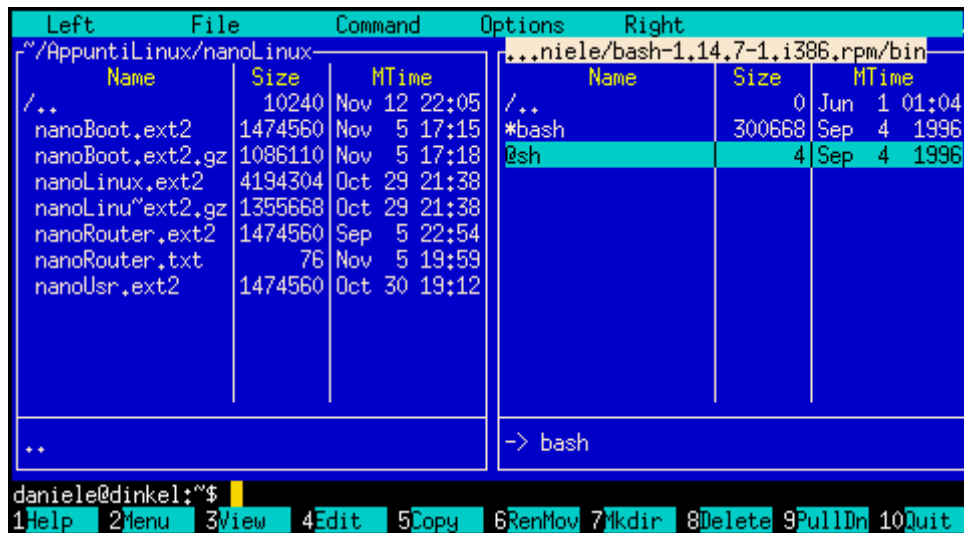 Left File Command Options Right
~/AppuntiLinux/nanoLinux ...niele/bash-1.14.7-1.i386.rpm/bin
Name Size MTime Name Size MTime
/.. 10240 Nov 12 22:05 /.. 0 Jun 1 01:04
nanoBoot.ext2 1474560 Nov 5 17:15 *bash 300668 Sep 4 1996
nanoBoot.ext2.gz 1086110 Nov 5 17:18 @sh 4 Sep 4 1996
nanoLinux.ext2 4194304 Oct 29 21:38
nanoLinu~ext2.gz 1355668 Oct 29 21:38
nanoRouter.ext2 1474560 Sep 5 22:54
nanoRouter.txt 76 Nov 5 19:59
nanoUsr.ext2 1474560 Oct 30 19:12
.. -> bash
daniele@dinkel:~$
1Help 2Menu 3View 4Edit 5Copy 6RenMov 7Mkdir 8Delete 9PullDn 10Quit